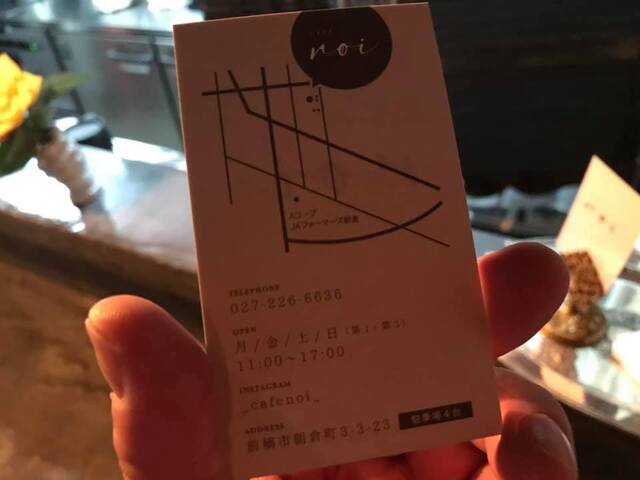 cafe
noi
Aコープ
JAファーマーズ朝倉
TELEPHONE
027-226-6636
OPEN
月/金/土/日(第1・第3)
11:00〜17:00
INSTAGRAM
_cafenoi_
ADDRESS
前橋市朝倉町3-3-23
駐車場4台
noi